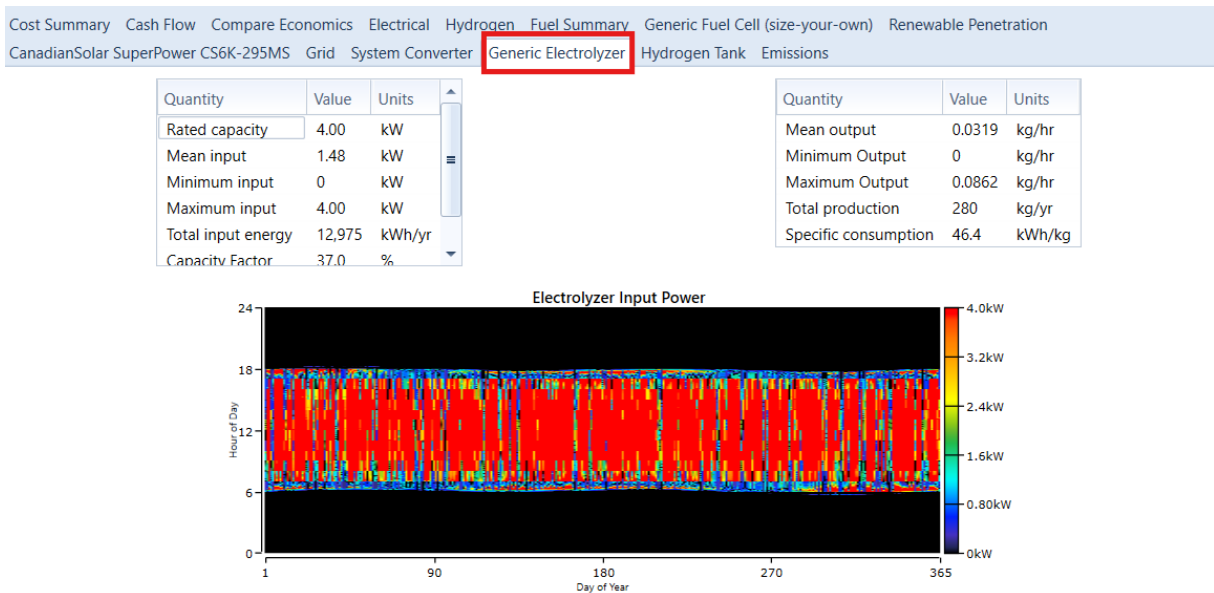 Cost Summary Cash Flow Compare Economics Electrical Hydrogen Fuel Summary Generic Fuel Cell (size-your-own) Renewable Penetration
CanadianSolar SuperPower CS6K-295MS Grid System Converter Generic Electrolyzer Hydrogen Tank Emissions
Quantity Value Units
Rated capacity 4.00 kW
Mean input 1.48 kW
Minimum input 0 kW
Maximum input 4.00 kW
Total input energy 12,975 kWh/yr
Capacity Factor 37.0 %
Quantity Value Units
Mean output 0.0319 kg/hr
Minimum Output 0 kg/hr
Maximum Output 0.0862 kg/hr
Total production 280 kg/yr
Specific consumption 46.4 kWh/kg
Electrolyzer Input Power
24
18
12
6
0
Hour of Day
1 90 180 270 365
Day of Year
4.0kW
3.2kW
2.4kW
1.6kW
0.80kW
0kW